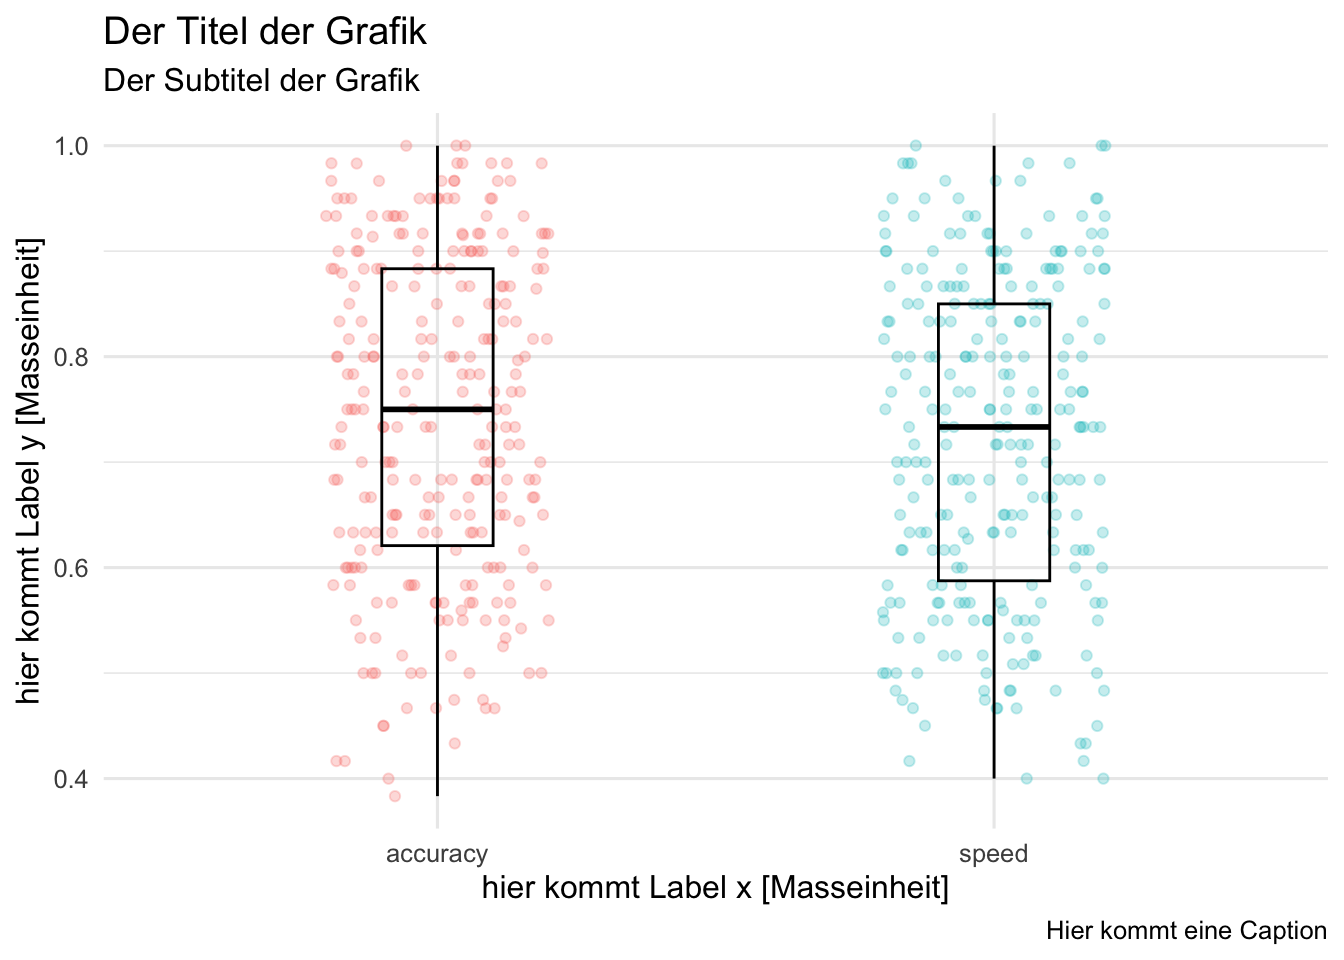 Der Titel der Grafik
Der Subtitel der Grafik
hier kommt Label y [Masseinheit]
1.0
0.8
0.6
0.4
accuracy
speed
hier kommt Label x [Masseinheit]
Hier kommt eine Caption